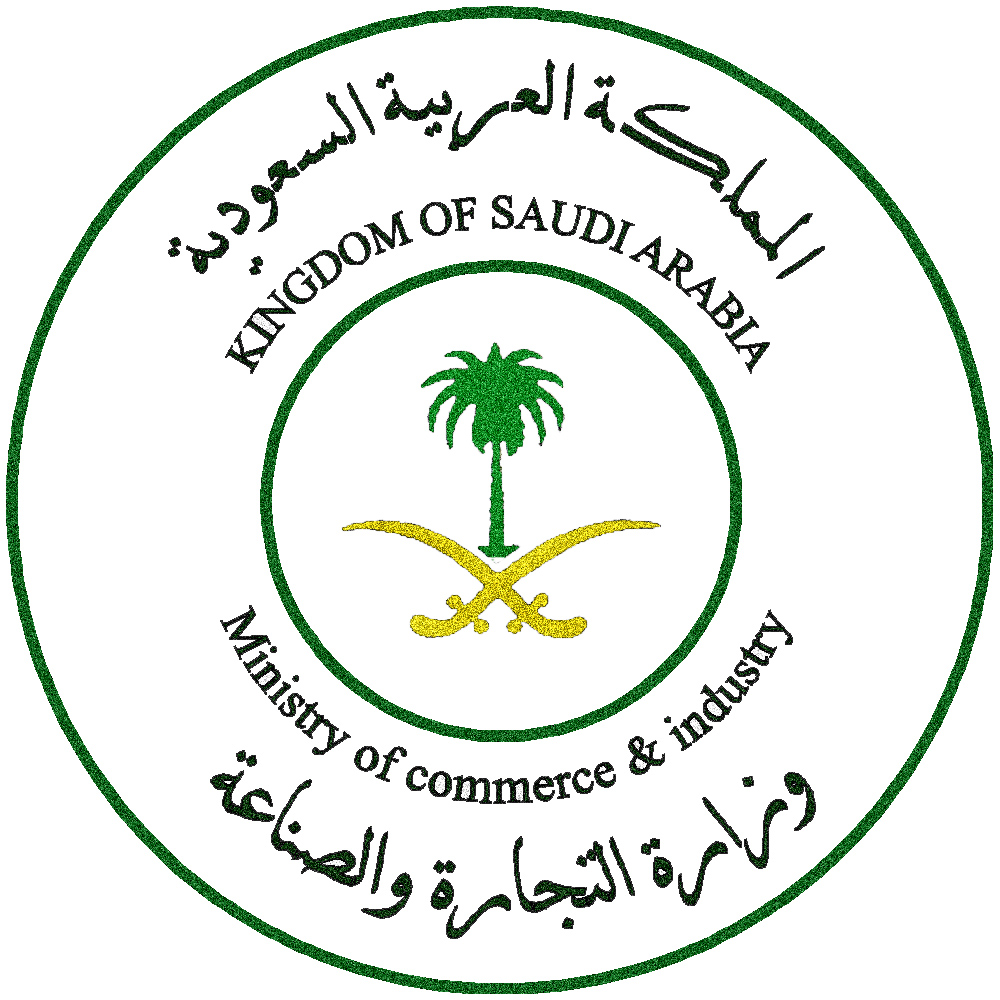 المملكة العربية السعودية
KINGDOM OF SAUDI ARABIA
Ministry of commerce & industry
وزارة التجارة والصناعة